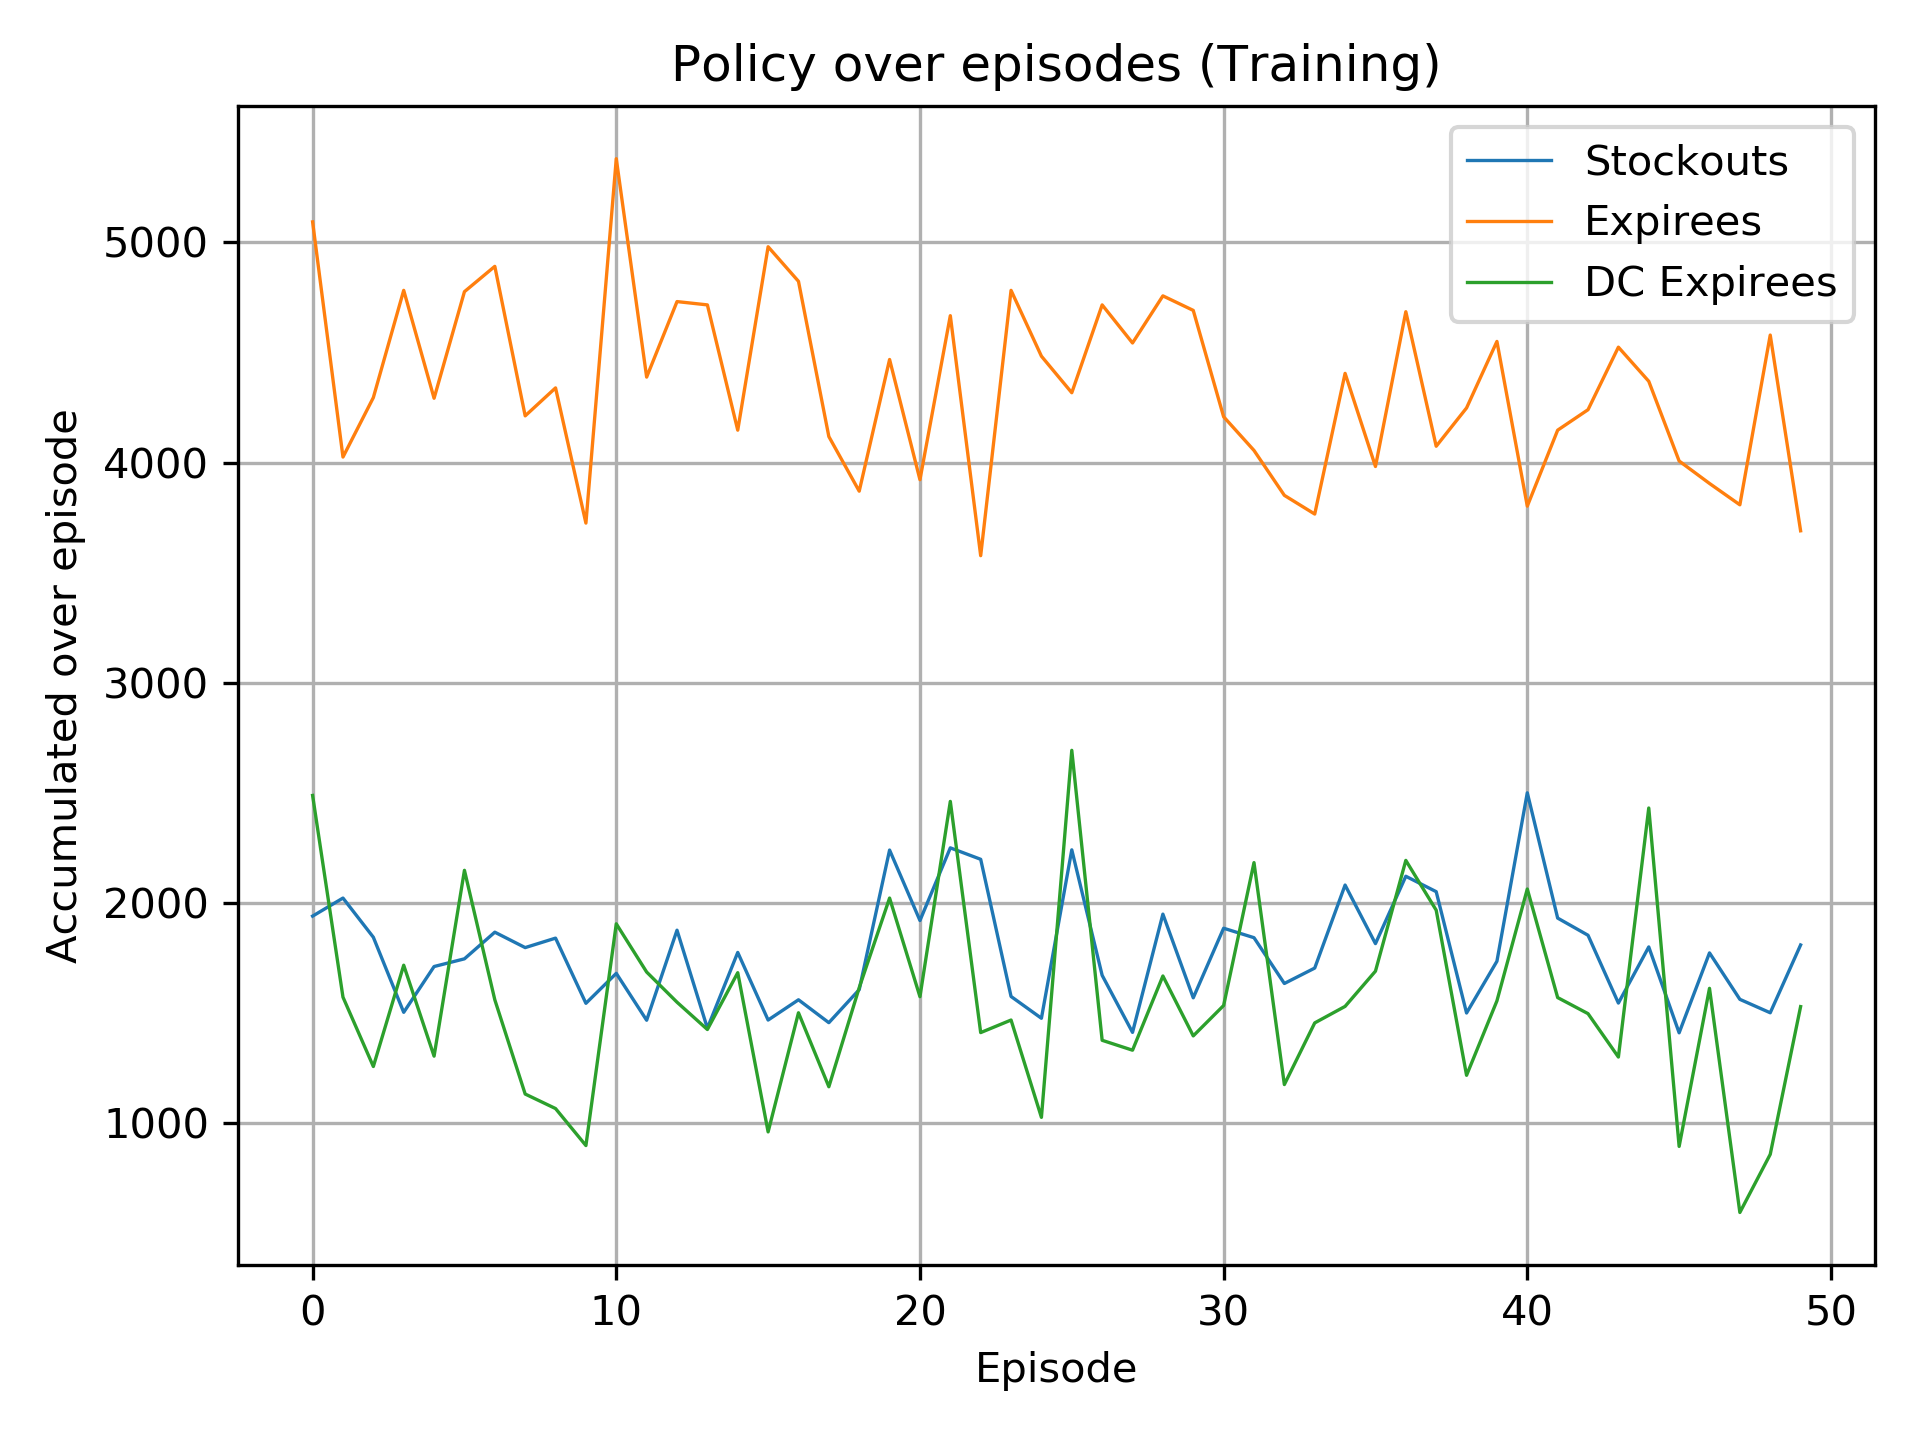 Policy over episodes (Training)
Stockouts
Expirees
DC Expirees
Accumulated over episode
5000
4000
3000
2000
1000
0 10 20 30 40 50
Episode